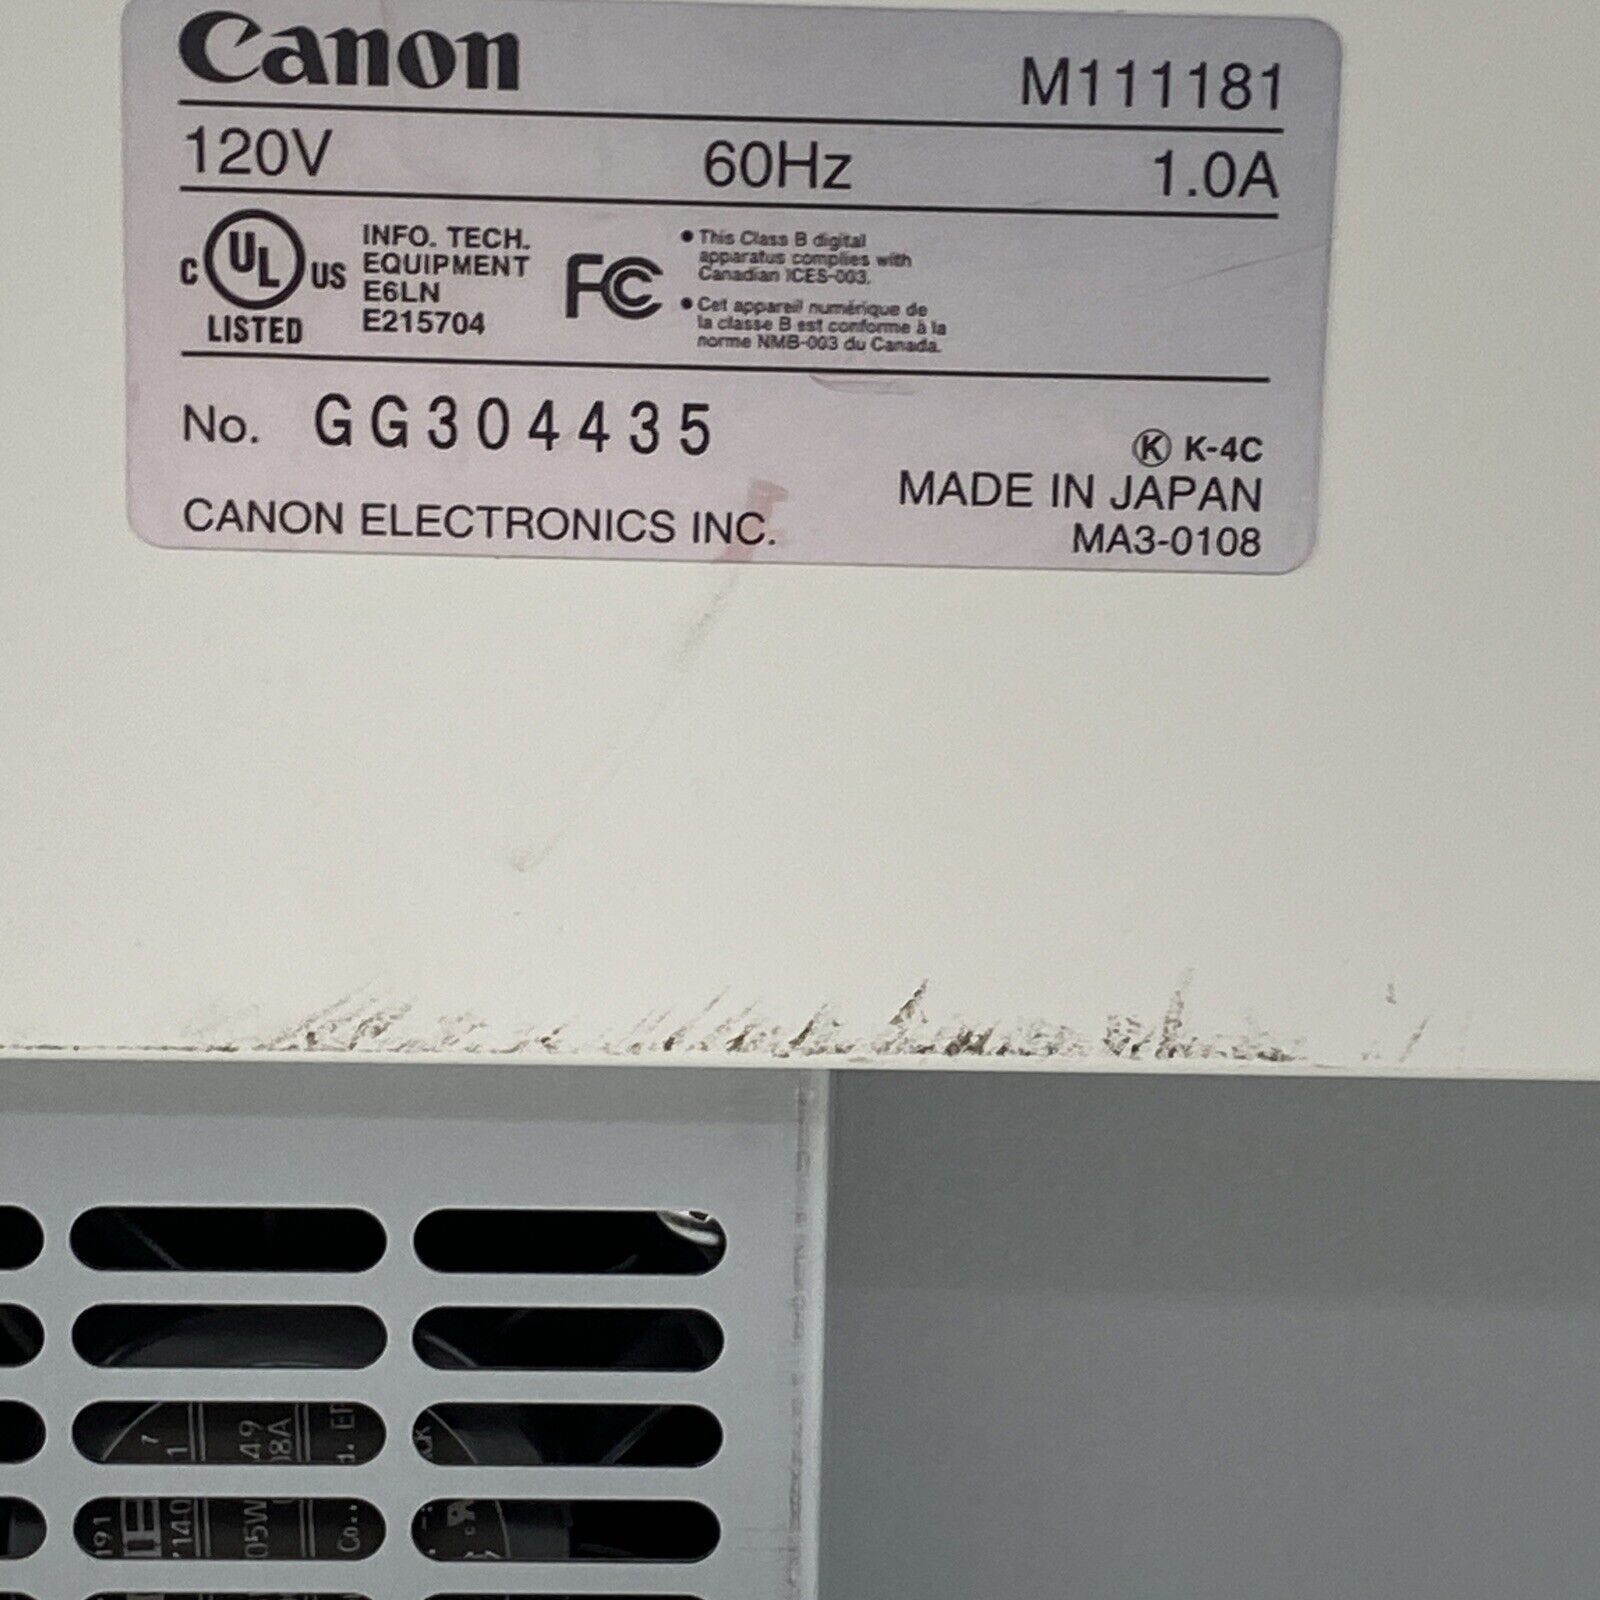 Canon
M111181
120V 60Hz 1.0A
C UL US
LISTED
INFO. TECH.
EQUIPMENT
E6LN
E215704
FC
• This Class B digital
apparatus complies with
Canadian ICES-003.
• Cet appareil numérique de
la classe B est conforme à la
norme NMB-003 du Canada.
No. GG304435
K K-4C
MADE IN JAPAN
CANON ELECTRONICS INC.
MA3-0108
Co..